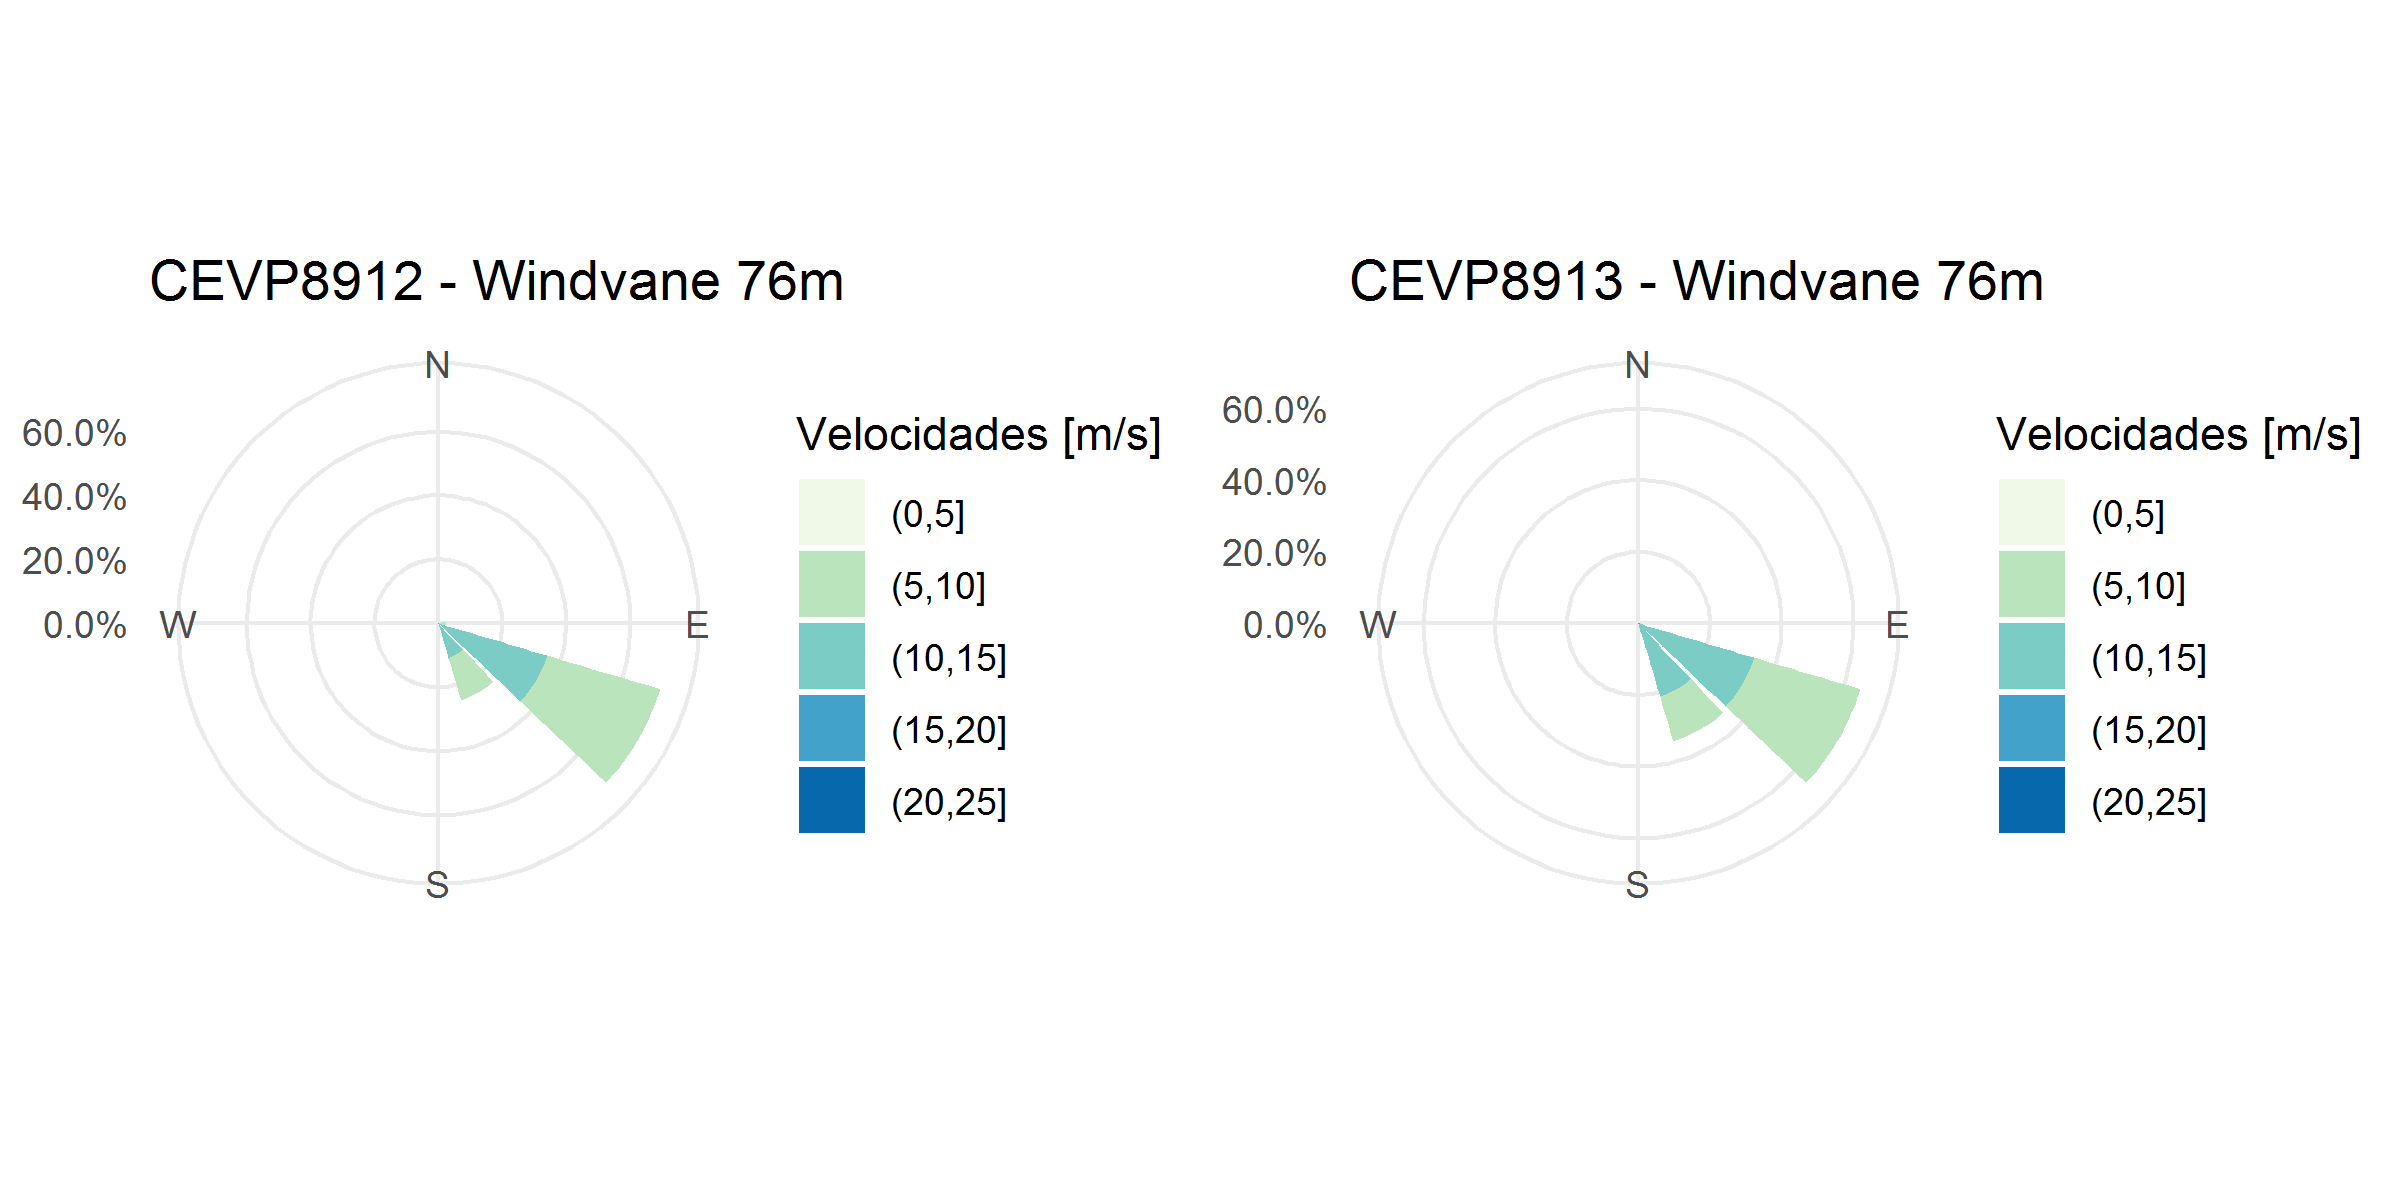 CEVP8912 - Windvane 76m
N
60.0%
40.0%
20.0%
0.0%
W
E
S
Velocidades [m/s]
(0,5]
(5,10]
(10,15]
(15,20]
(20,25]
CEVP8913 - Windvane 76m
N
60.0%
40.0%
20.0%
0.0%
W
E
S
Velocidades [m/s]
(0,5]
(5,10]
(10,15]
(15,20]
(20,25]